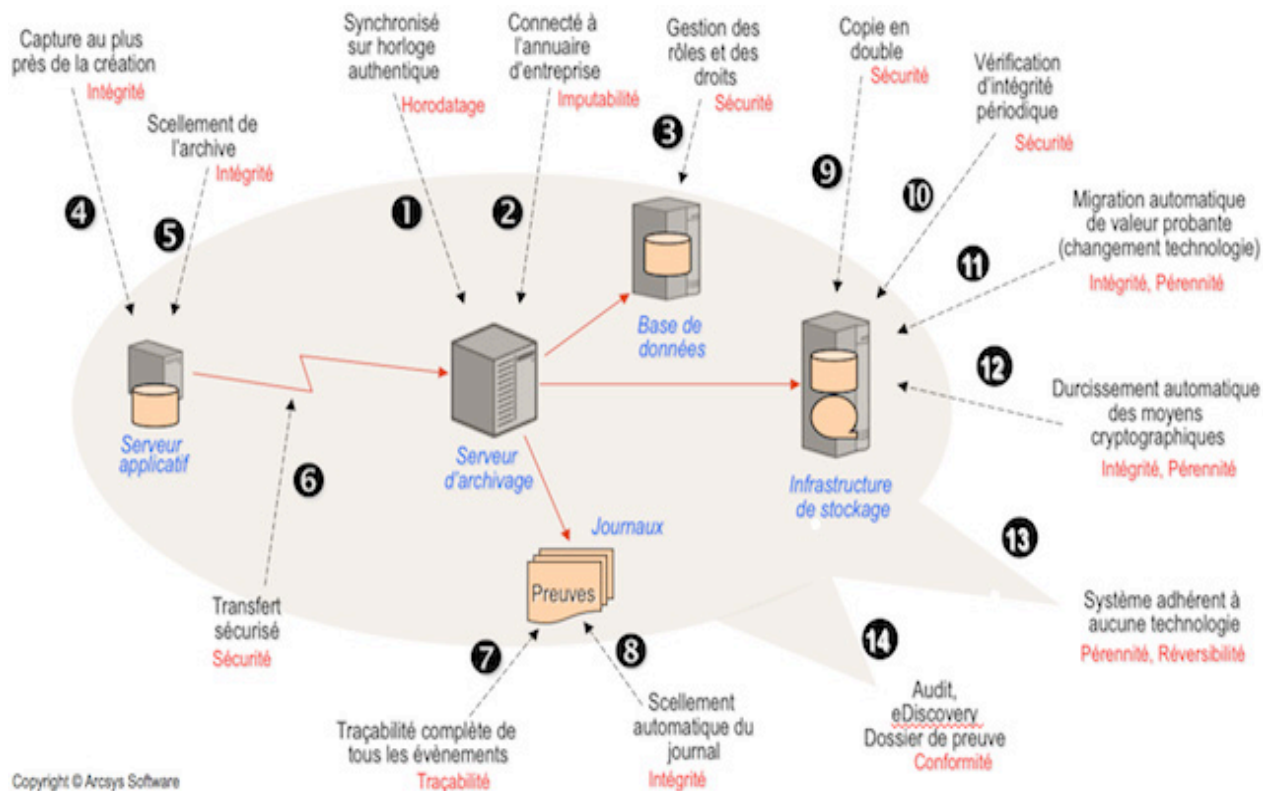 Capture au plus
près de la création
Intégrité
Scellement de
l'archive
Intégrité
Synchronisé
sur horloge
authentique
Horodatage
Connecté à
l'annuaire
d'entreprise
Imputabilité
Gestion des
rôles et des
droits
Sécurité
Copie en
double
Sécurité
Vérification
d'intégrité
périodique
Sécurité
4
5
1
2
3
9
10
Migration automatique
de valeur probante
(changement technologie)
Intégrité, Pérennité
11
Serveur
applicatif
Serveur
d'archivage
Base de
données
Infrastructure
de stockage
12
Durcissement automatique
des moyens
cryptographiques
Intégrité, Pérennité
6
Journaux
Preuves
13
Transfert
sécurisé
Sécurité
7
8
14
Système adhérent à
aucune technologie
Pérennité, Réversibilité
Traçabilité complète de
tous les évènements
Traçabilité
Scellement
automatique du
journal
Intégrité
Audit,
eDiscovery
Dossier de preuve
Conformité
Copyright © Arcsys Software